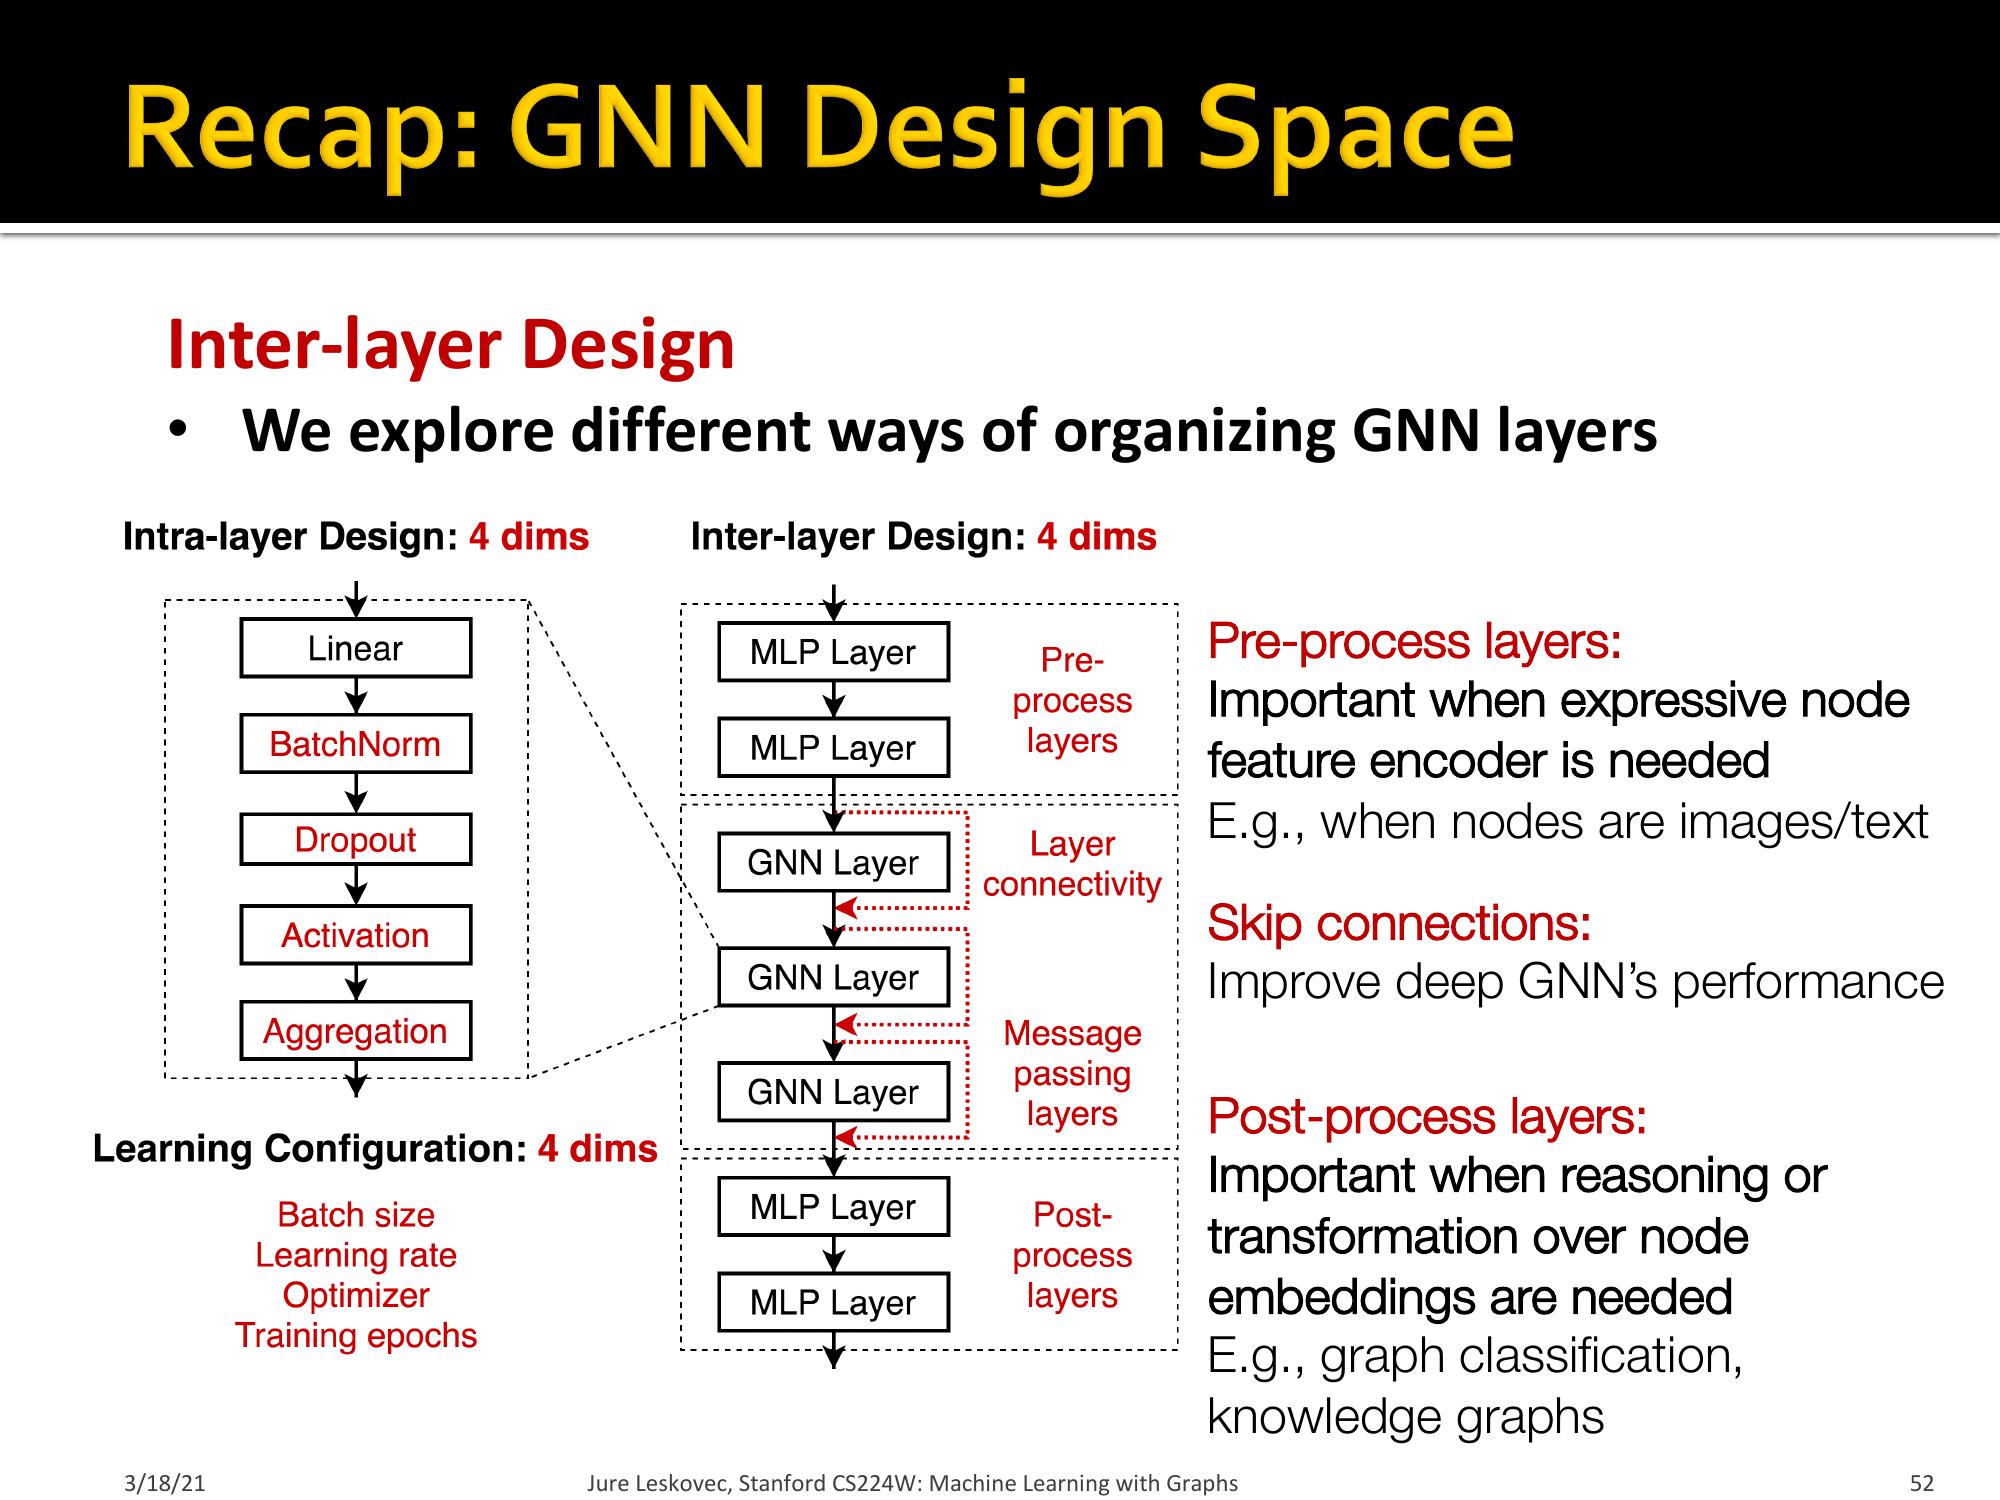 Recap: GNN Design Space
Inter-layer Design
• We explore different ways of organizing GNN layers
Intra-layer Design: 4 dims
Linear
BatchNorm
Dropout
Activation
Aggregation
Learning Configuration: 4 dims
Batch size
Learning rate
Optimizer
Training epochs
Inter-layer Design: 4 dims
MLP Layer
MLP Layer
Pre-
process
layers
GNN Layer
Layer
connectivity
GNN Layer
GNN Layer
Message
passing
layers
MLP Layer
MLP Layer
Post-
process
layers
Pre-process layers:
Important when expressive node
feature encoder is needed
E.g., when nodes are images/text
Skip connections:
Improve deep GNN’s performance
Post-process layers:
Important when reasoning or
transformation over node
embeddings are needed
E.g., graph classification,
knowledge graphs
3/18/21
Jure Leskovec, Stanford CS224W: Machine Learning with Graphs
52